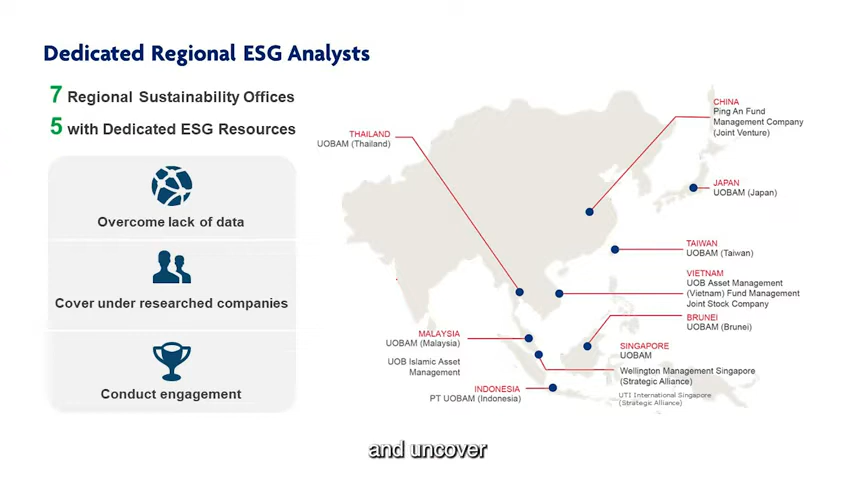 Dedicated Regional ESG Analysts
7 Regional Sustainability Offices
5 with Dedicated ESG Resources
Overcome lack of data
Cover under researched companies
Conduct engagement
THAILAND
UOBAM (Thailand)
CHINA
Ping An Fund
Management Company
(Joint Venture)
JAPAN
UOBAM (Japan)
TAIWAN
UOBAM (Taiwan)
VIETNAM
UOB Asset Management
(Vietnam) Fund Management
Joint Stock Company
BRUNEI
UOBAM (Brunei)
MALAYSIA
UOBAM (Malaysia)
UOB Islamic Asset
Management
SINGAPORE
UOBAM
Wellington Management Singapore
(Strategic Alliance)
UTI International Singapore
(Strategic Alliance)
INDONESIA
PT UOBAM (Indonesia)
and uncover